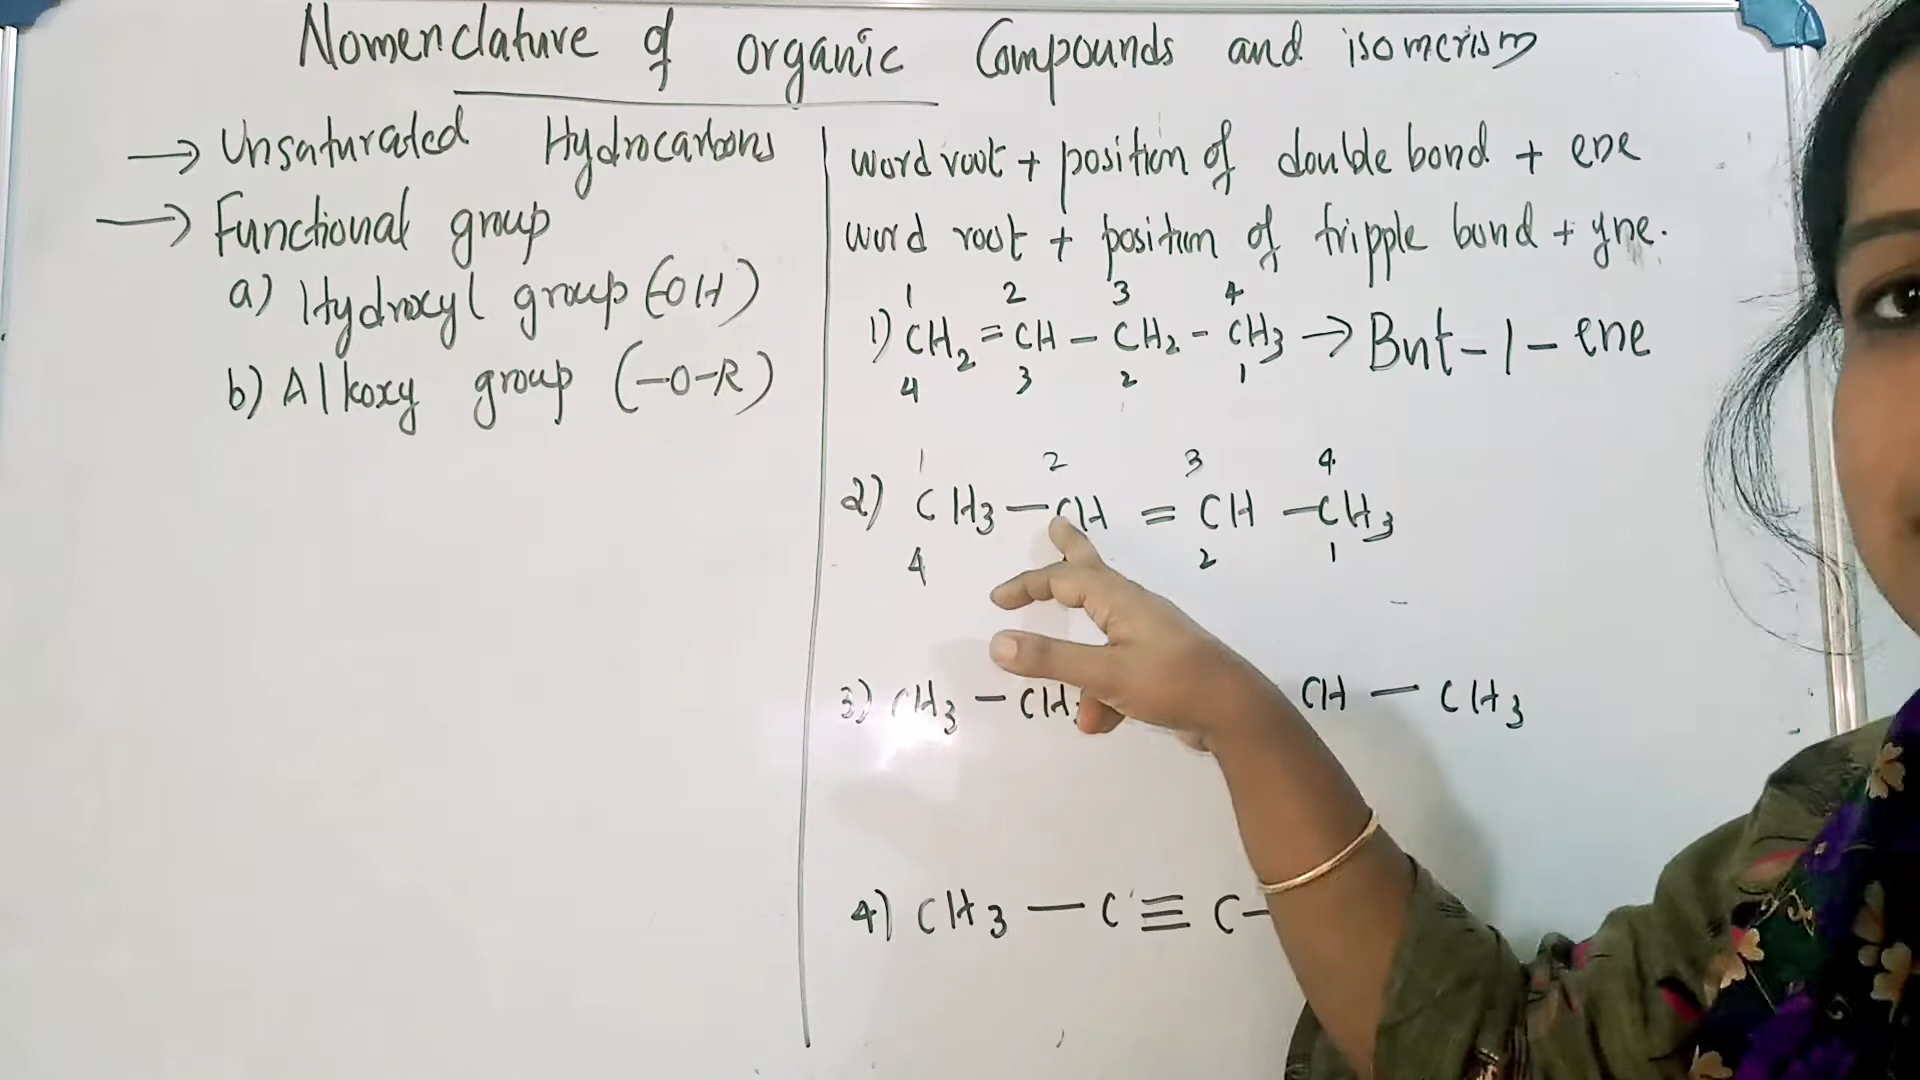 Nomenclature of organic Compounds and isomerism
→ Unsaturated Hydrocarbons
→ Functional group
a) Hydroxyl group (-OH)
b) Alkoxy group (-O-R)
word root + position of double bond + ene
word root + position of tripple bond + yne.
1 2 3 4
1) CH₂ = CH - CH₂ - CH₃ → But-1-ene
4 3 2 1
1 2 3 4
2) CH₃ - CH = CH - CH₃
4 2 1
3) CH₃ - CH CH - CH₃
4) CH₃ - C ≡ C -